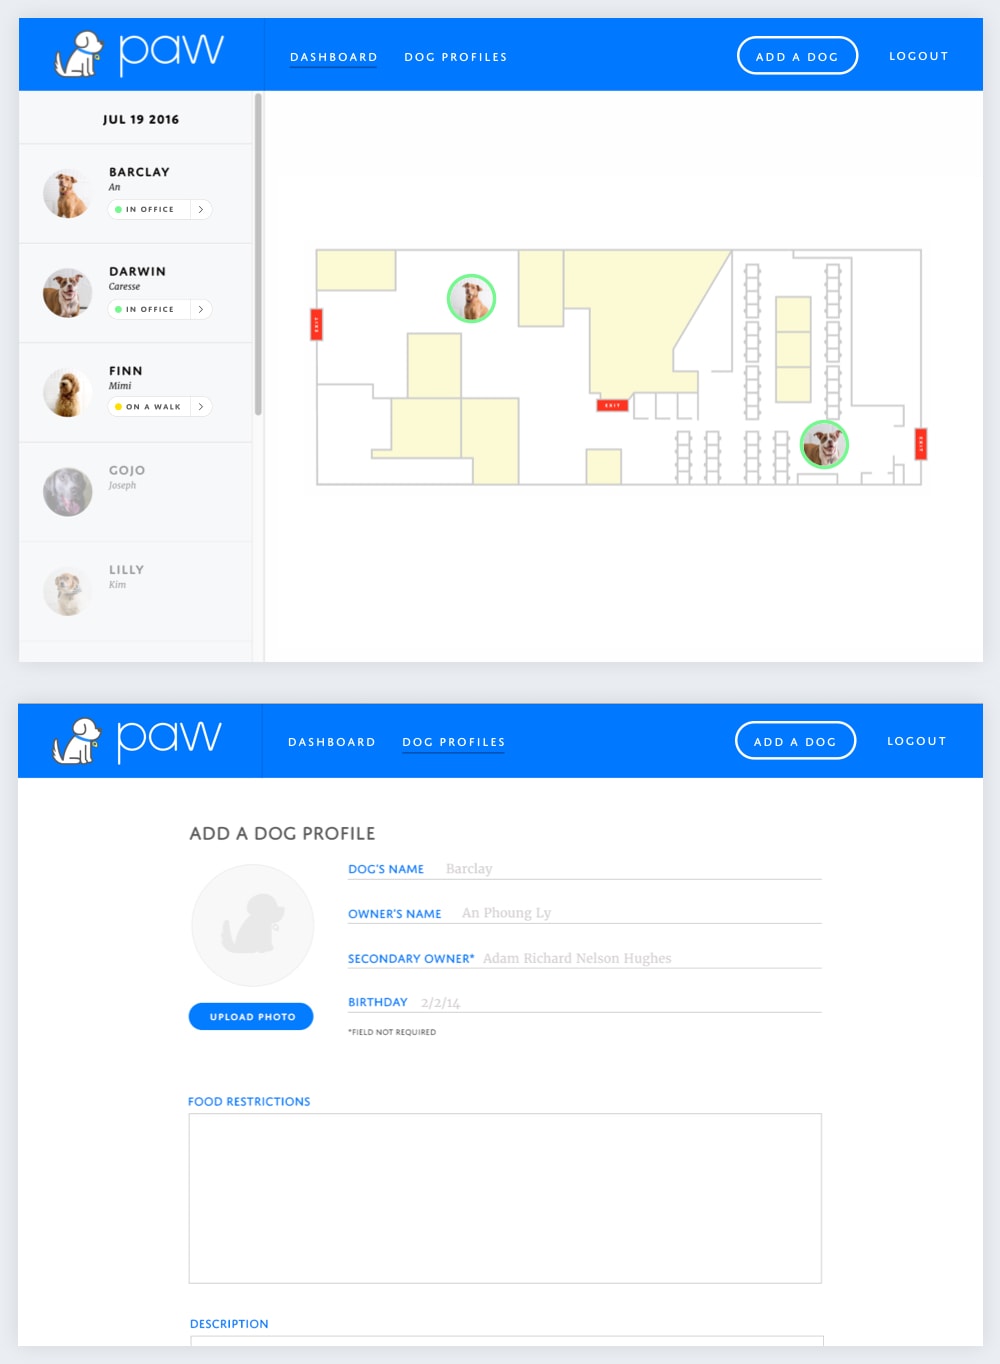 paw
DASHBOARD DOG PROFILES ADD A DOG LOGOUT
JUL 19 2016
BARCLAY
An
IN OFFICE
DARWIN
Caresse
IN OFFICE
FINN
Mimi
ON A WALK
GOJO
Joseph
LILLY
Kim
EXIT
EXIT
EXIT
paw
DASHBOARD DOG PROFILES ADD A DOG LOGOUT
ADD A DOG PROFILE
DOG'S NAME Barclay
OWNER'S NAME An Phoung Ly
SECONDARY OWNER* Adam Richard Nelson Hughes
BIRTHDAY 2/2/14
UPLOAD PHOTO
*FIELD NOT REQUIRED
FOOD RESTRICTIONS
DESCRIPTION